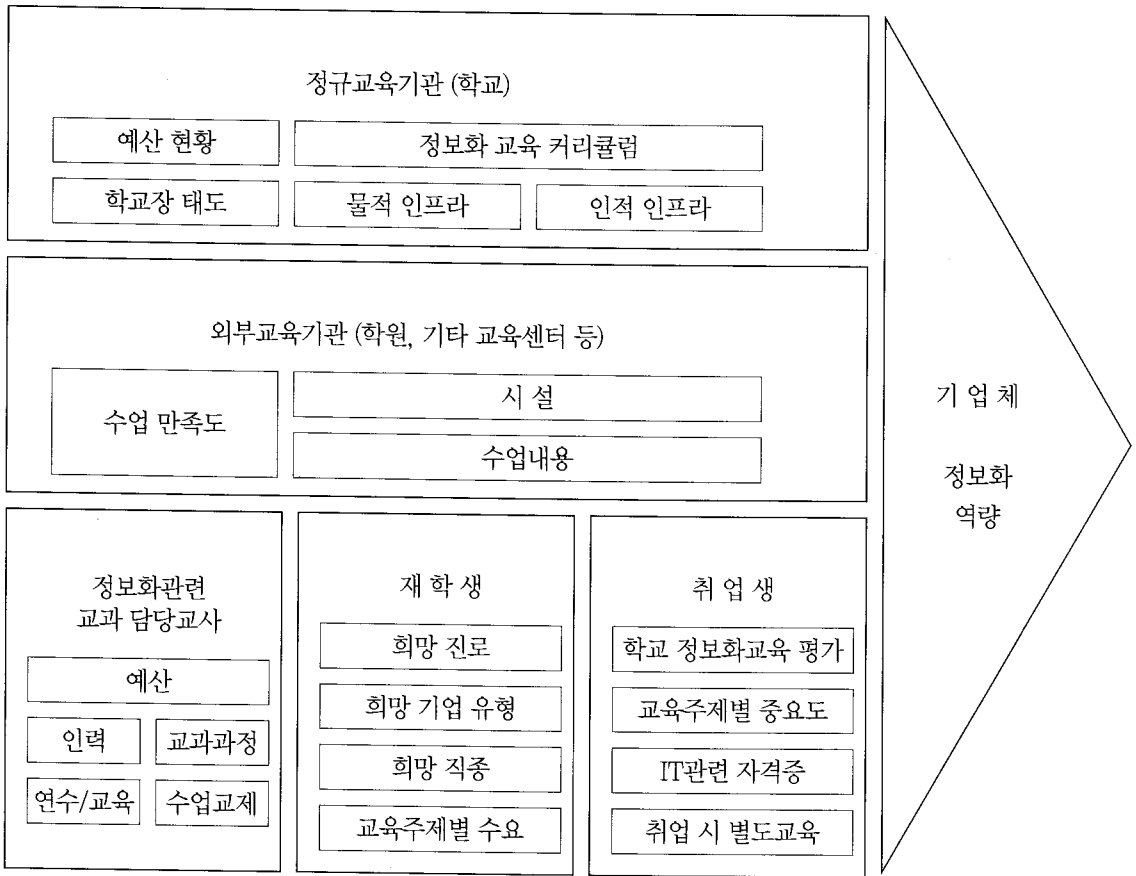 정규교육기관 (학교)
예산 현황
정보화 교육 커리큘럼
학교장 태도
물적 인프라
인적 인프라
외부교육기관 (학원, 기타 교육센터 등)
수업 만족도
시 설
수업내용
기 업 체
정보화
역량
정보화관련
교과 담당교사
예산
인력
교과과정
연수/교육
수업교제
재 학 생
희망 진로
희망 기업 유형
희망 직종
교육주제별 수요
취 업 생
학교 정보화교육 평가
교육주제별 중요도
IT관련 자격증
취업 시 별도교육